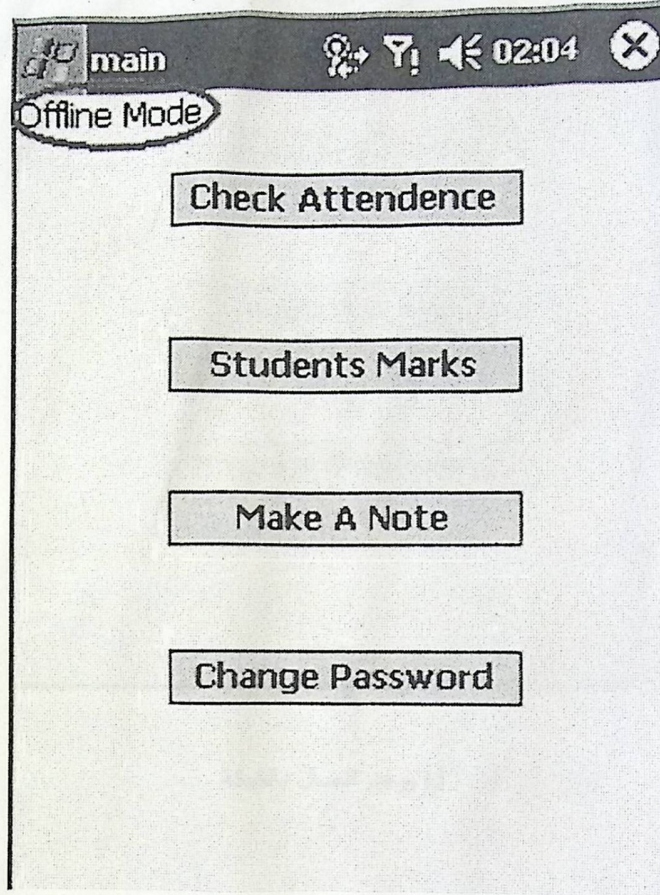 main 02:04
Offline Mode
Check Attendence
Students Marks
Make A Note
Change Password